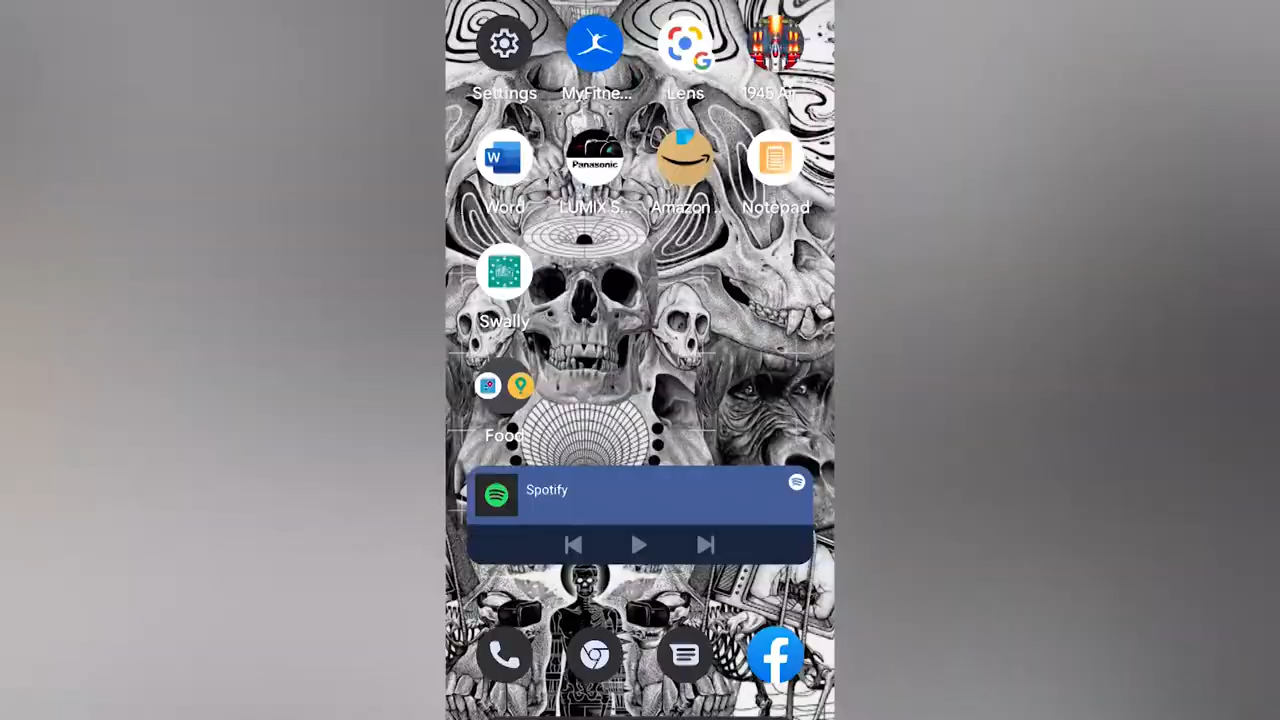 Settings
MyFitne...
Lens
1945 Air
W
Panasonic
Word
LUMIX S...
Amazon ..
Notepad
Swally
Food
Spotify